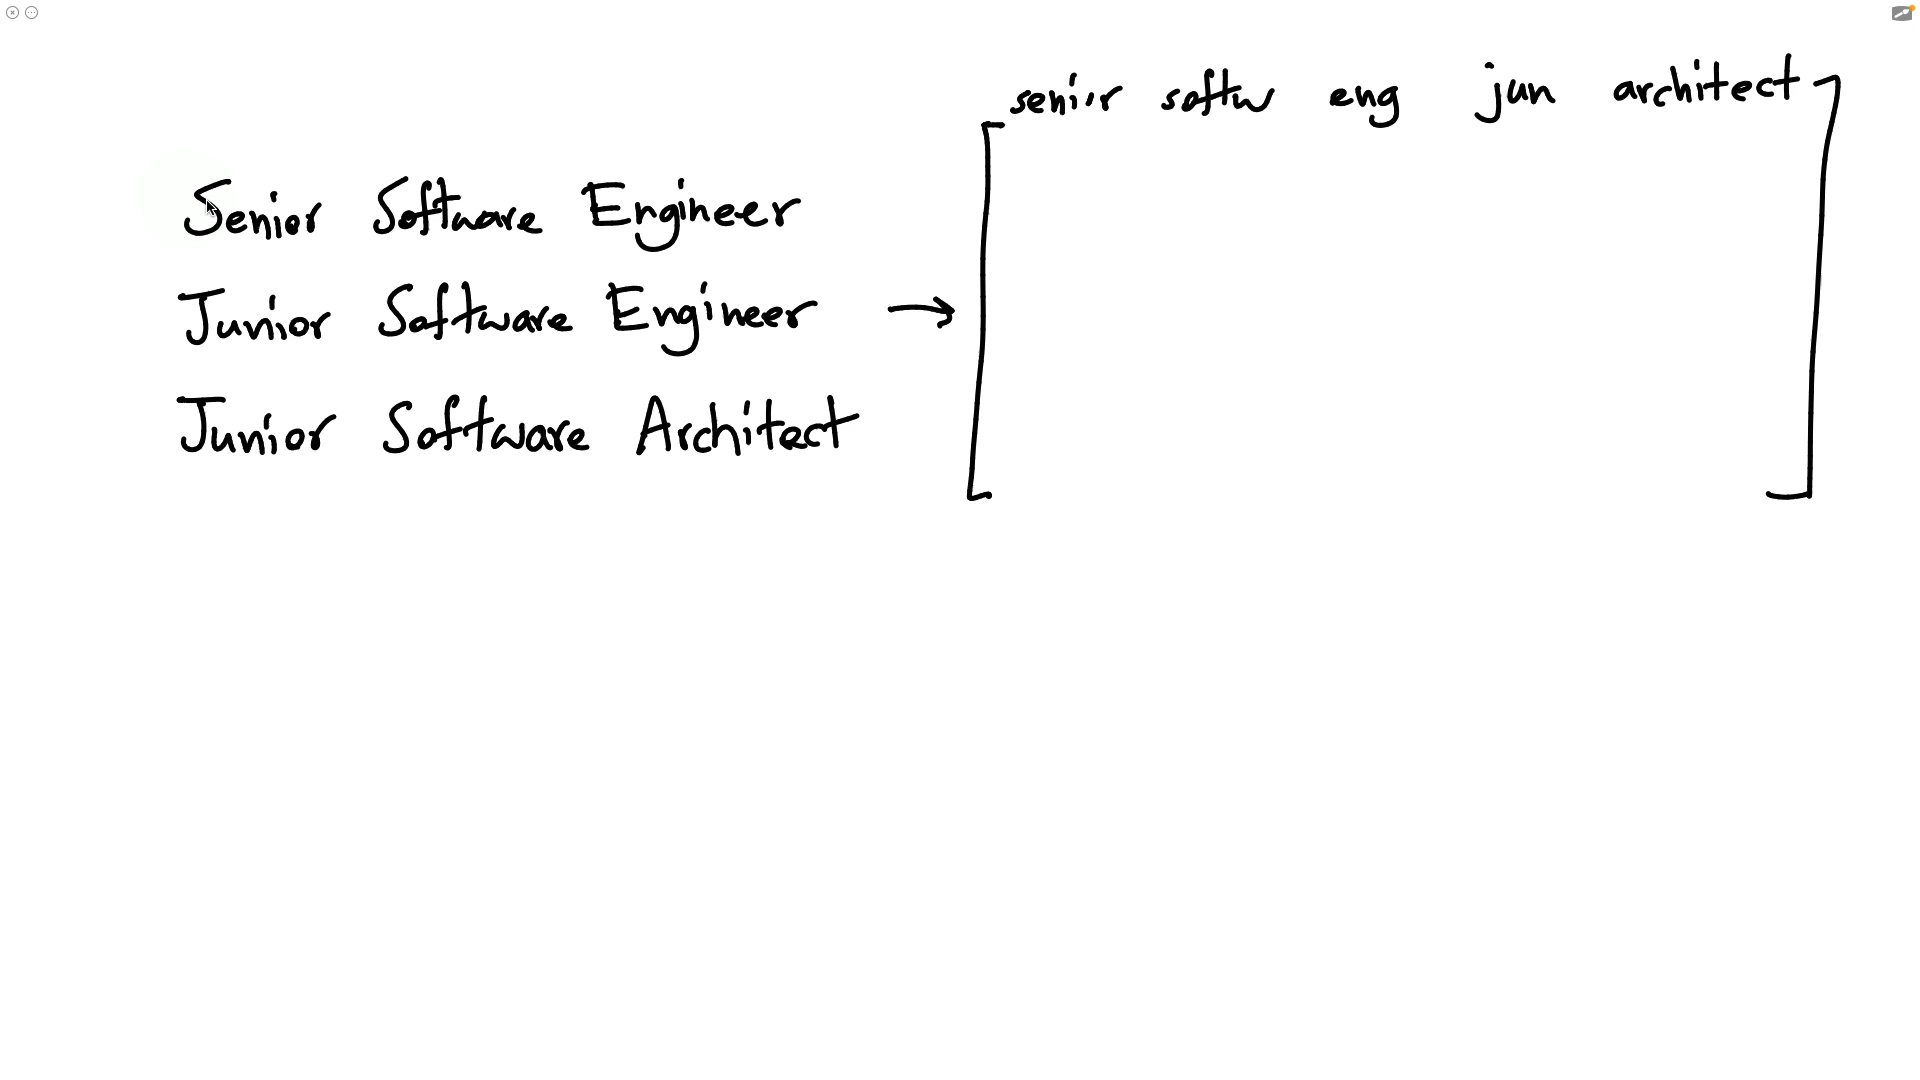 senior softw eng jun architect
Senior Software Engineer
Junior Software Engineer →
Junior Software Architect